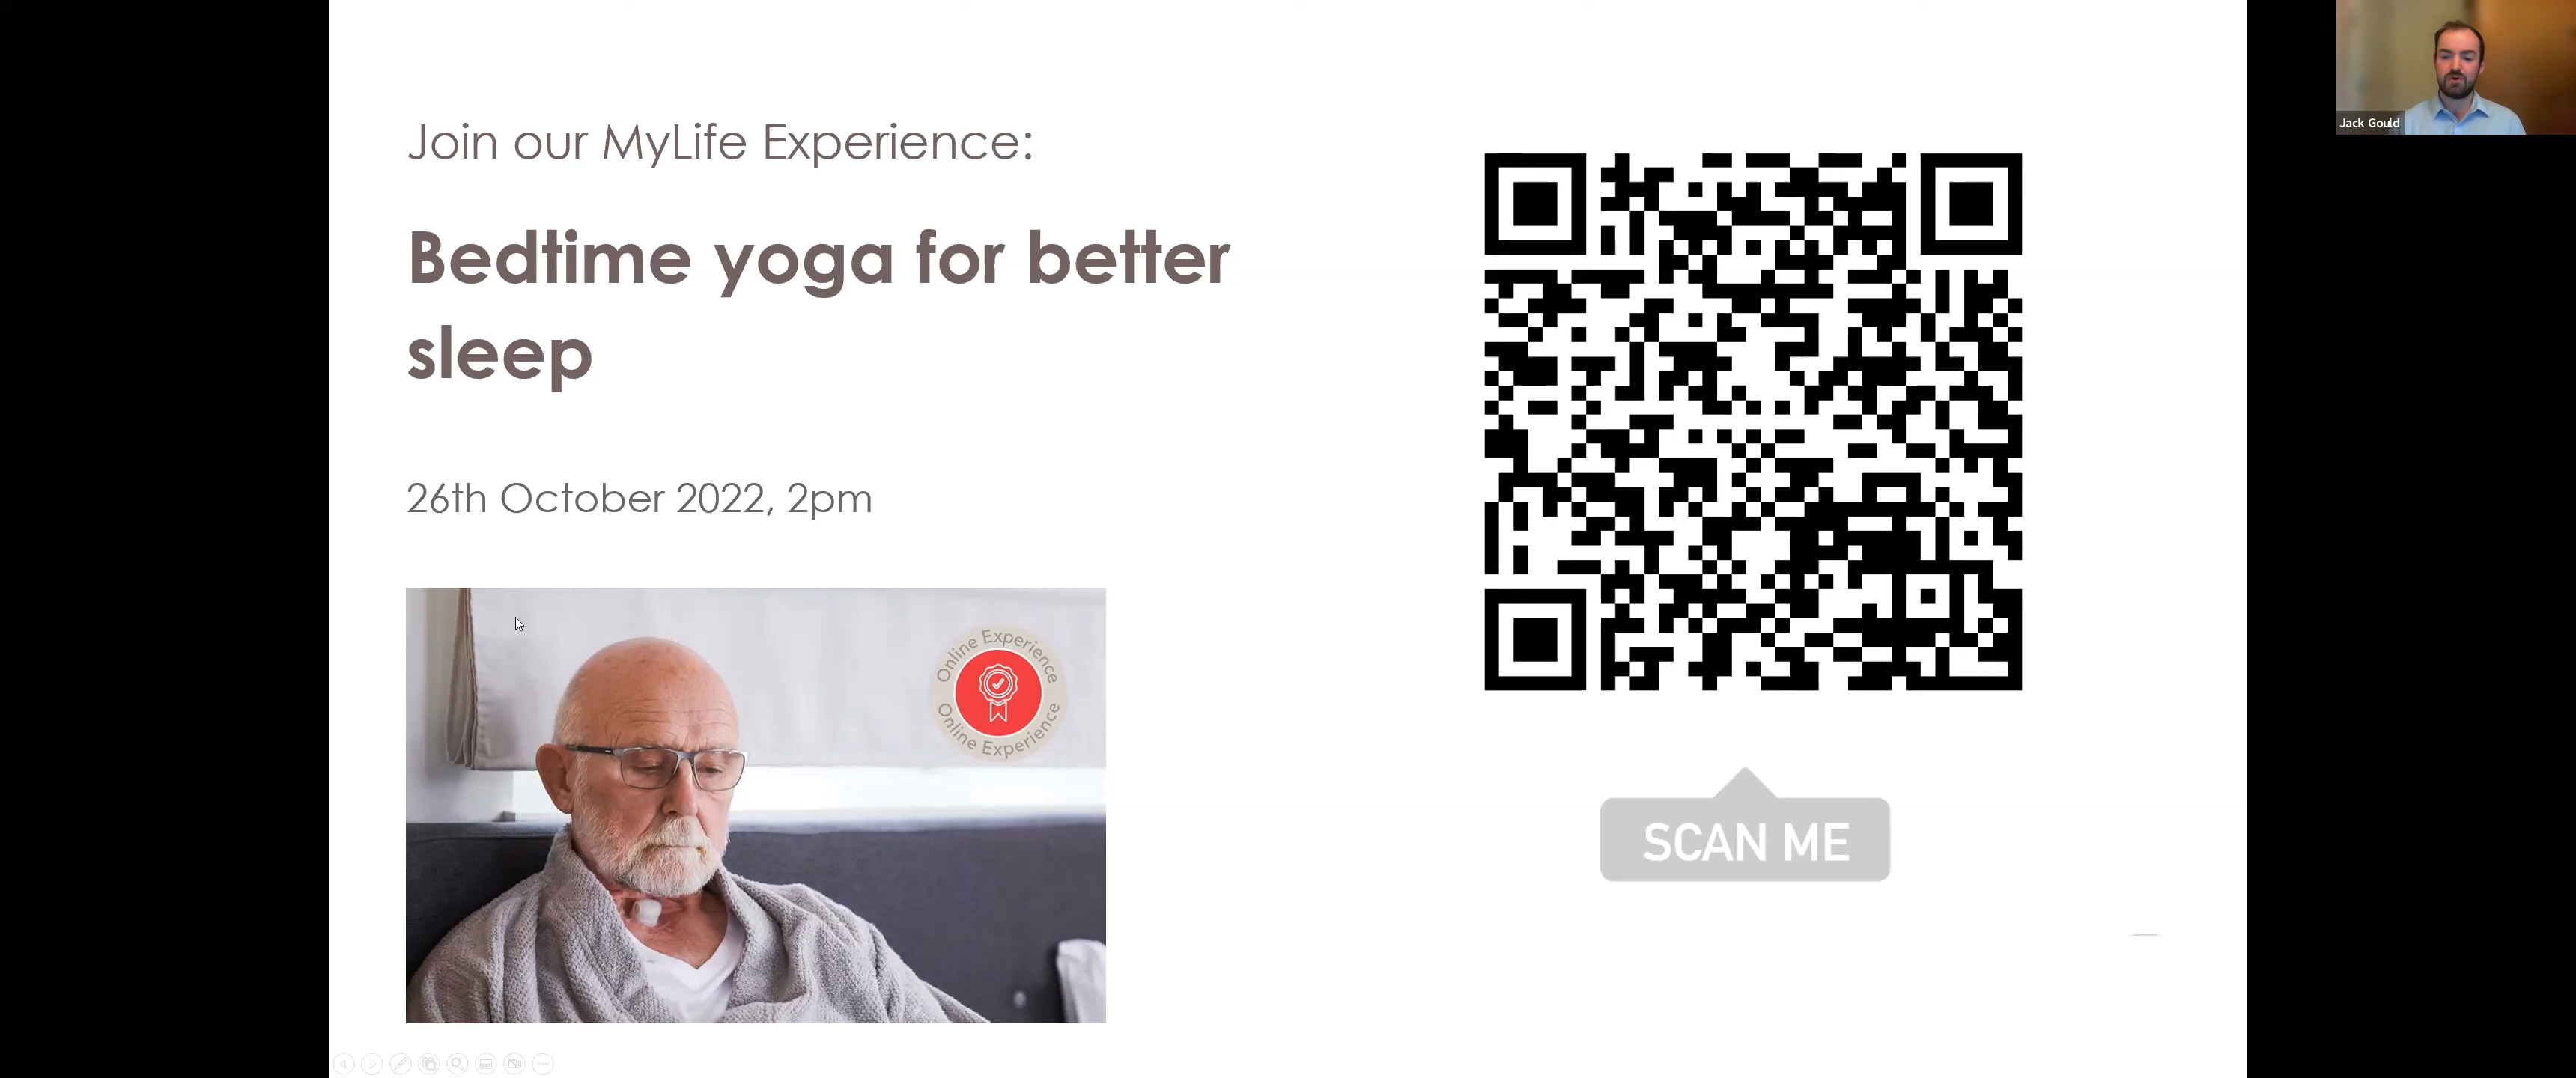 Join our MyLife Experience:
Bedtime yoga for better
sleep
26th October 2022, 2pm
Online Experience
Online Experience
SCAN ME
Jack Gould